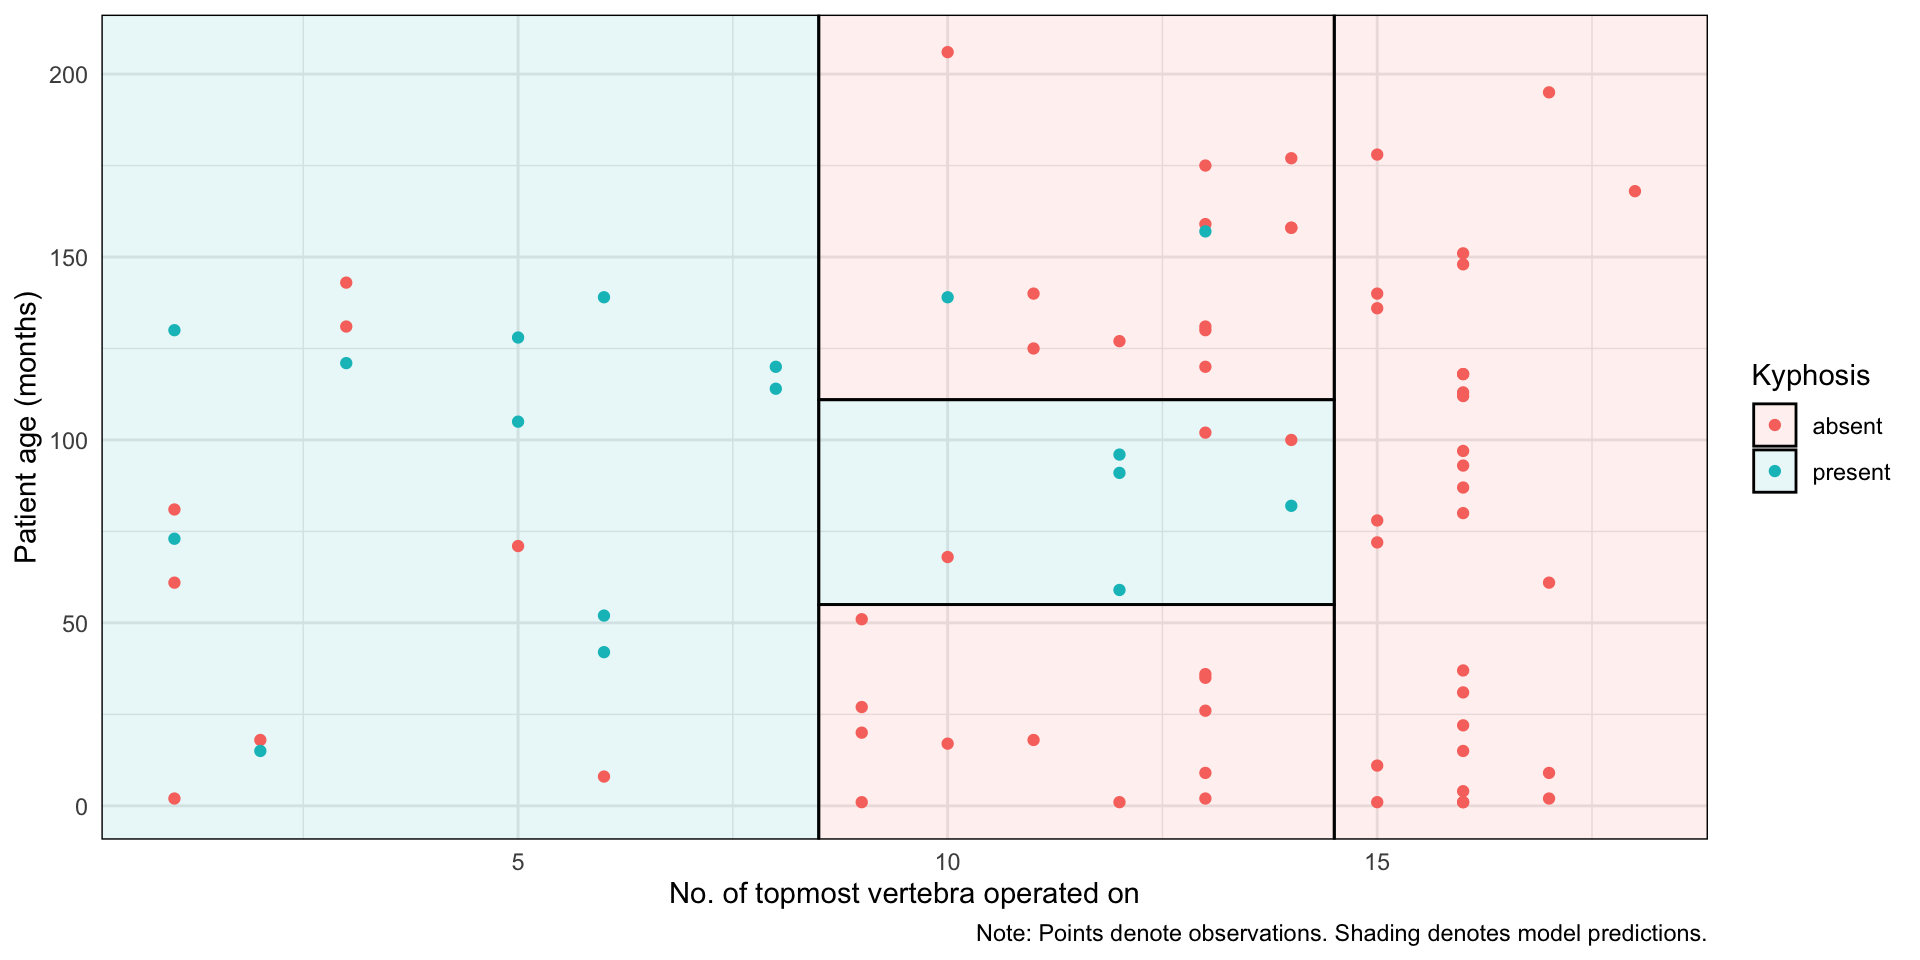 200
150
100
50
0
Patient age (months)
5
10
15
No. of topmost vertebra operated on
Kyphosis
absent
present
Note: Points denote observations. Shading denotes model predictions.